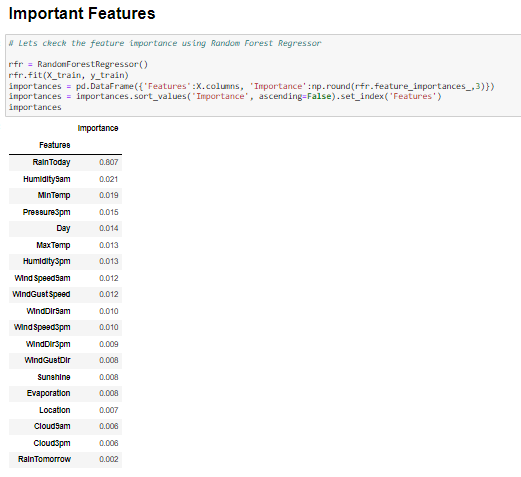 Important Features
# Lets ckeck the feature importance using Random Forest Regressor
rfr = RandomForestRegressor()
rfr.fit(X_train, y_train)
importances = pd.DataFrame({'Features':X.columns, 'Importance':np.round(rfr.feature_importances_,3)})
importances = importances.sort_values('Importance', ascending=False).set_index('Features')
importances
Importance
Features
RainToday 0.807
Humidity9am 0.021
MinTemp 0.019
Pressure3pm 0.015
Day 0.014
MaxTemp 0.013
Humidity3pm 0.013
WindSpeed9am 0.012
WindGustSpeed 0.012
WindDir9am 0.010
WindSpeed3pm 0.010
WindDir3pm 0.009
WindGustDir 0.008
Sunshine 0.008
Evaporation 0.008
Location 0.007
Cloud9am 0.006
Cloud3pm 0.006
RainTomorrow 0.002